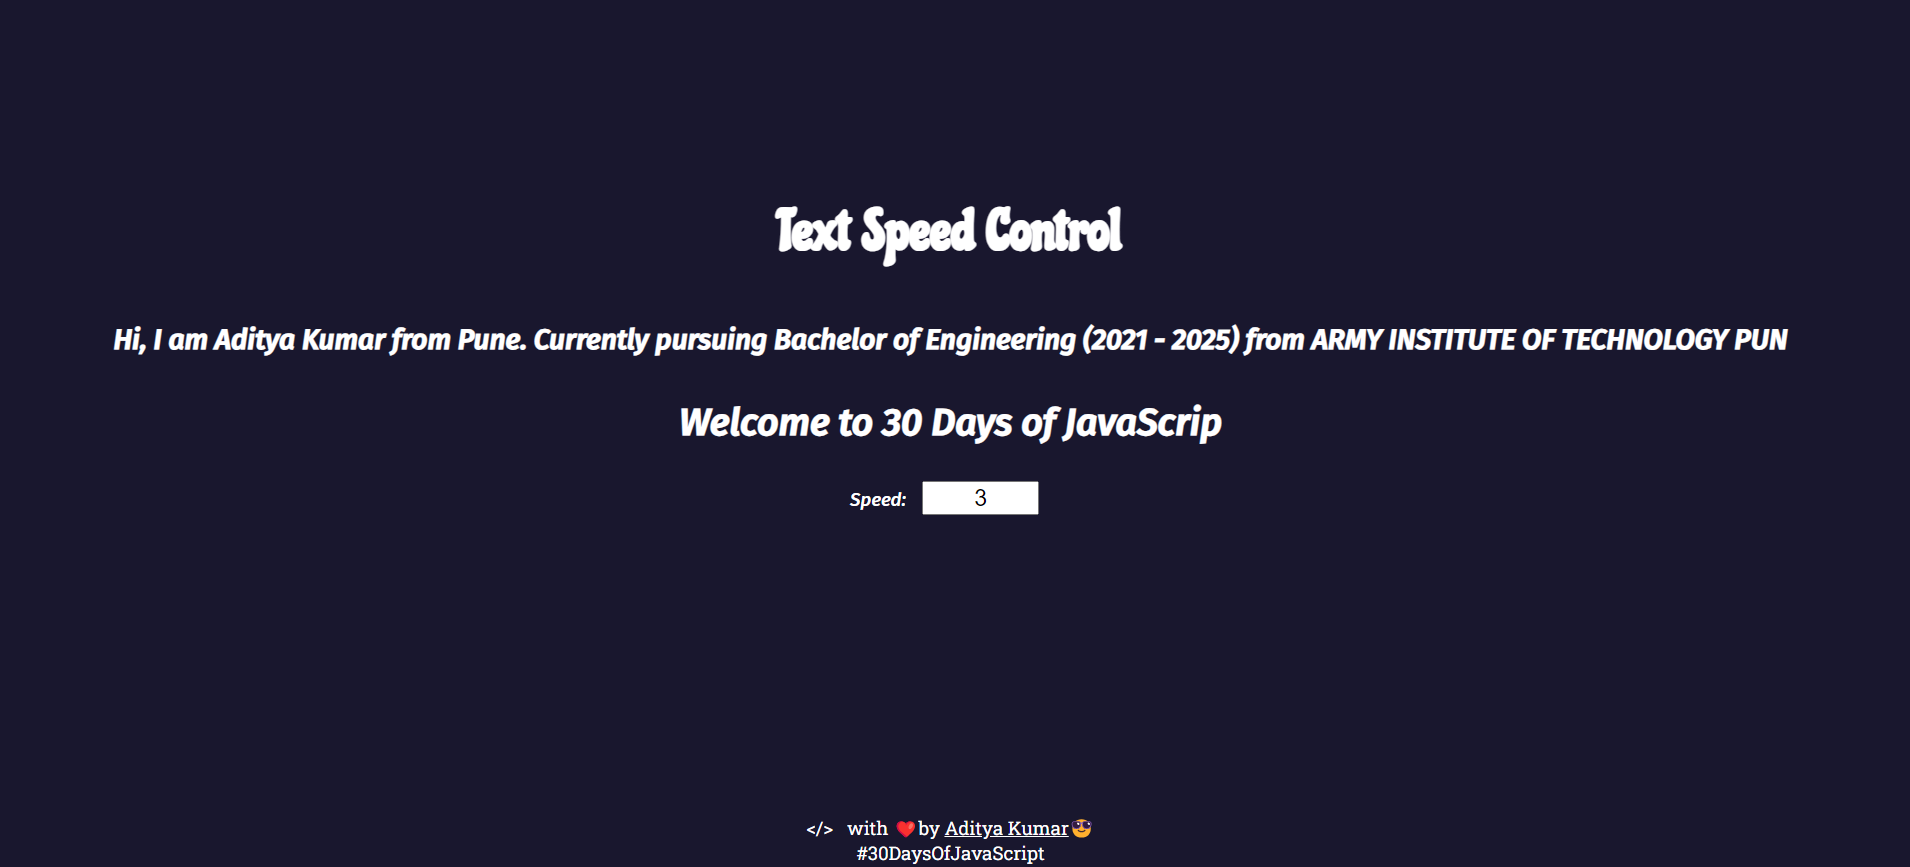 Text Speed Control
Hi, I am Aditya Kumar from Pune. Currently pursuing Bachelor of Engineering (2021 - 2025) from ARMY INSTITUTE OF TECHNOLOGY PUN
Welcome to 30 Days of JavaScrip
Speed: 3
</> with ❤️by Aditya Kumar😎
#30DaysOfJavaScript